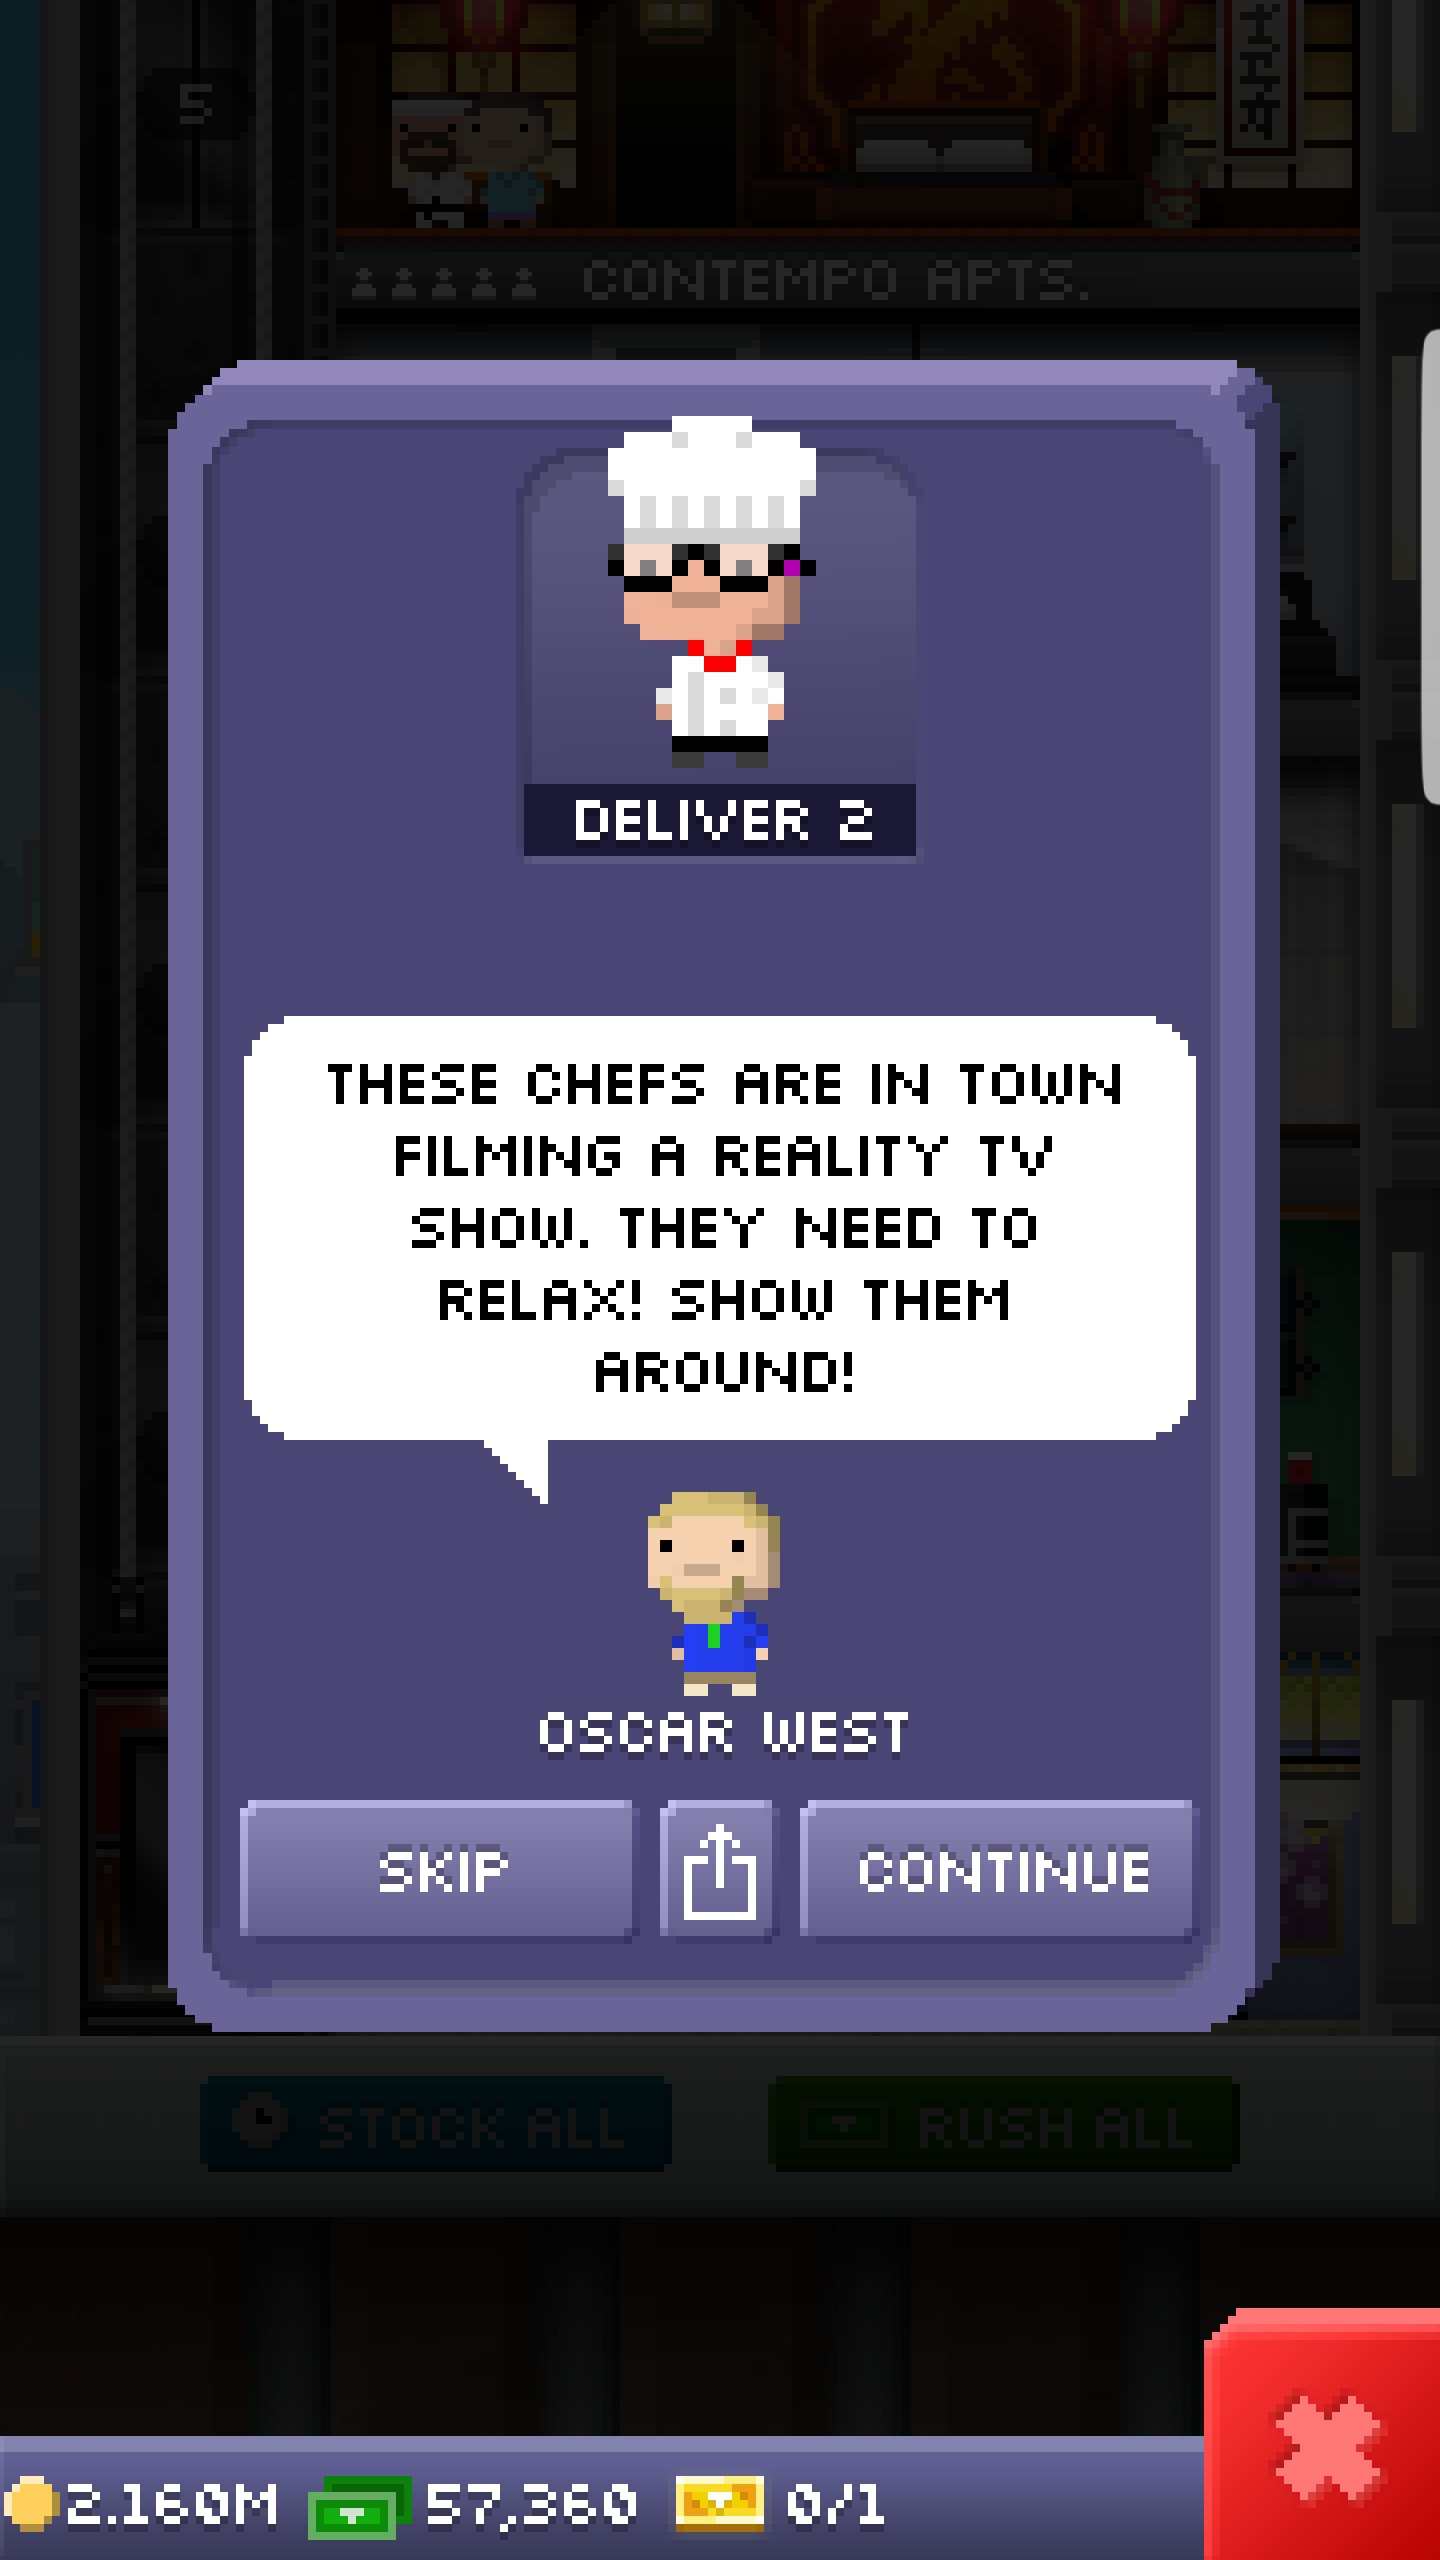 5
CONTEMPO APTS.
DELIVER 2
THESE CHEFS ARE IN TOWN
FILMING A REALITY TV
SHOW. THEY NEED TO
RELAX! SHOW THEM
AROUND!
OSCAR WEST
SKIP
CONTINUE
STOCK ALL
RUSH ALL
2.160M
57,360
0/1